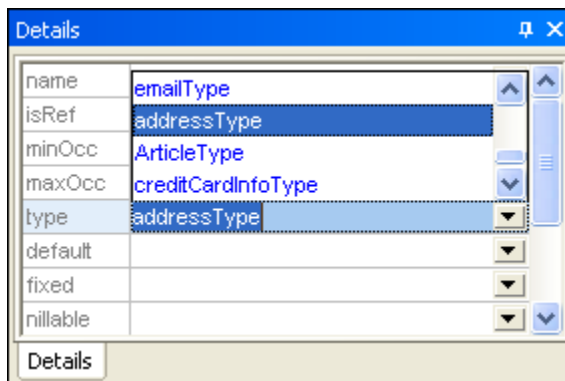 Details
name
emailType
isRef
addressType
minOcc
ArticleType
maxOcc
creditCardInfoType
type
addressType
default
fixed
nillable
Details